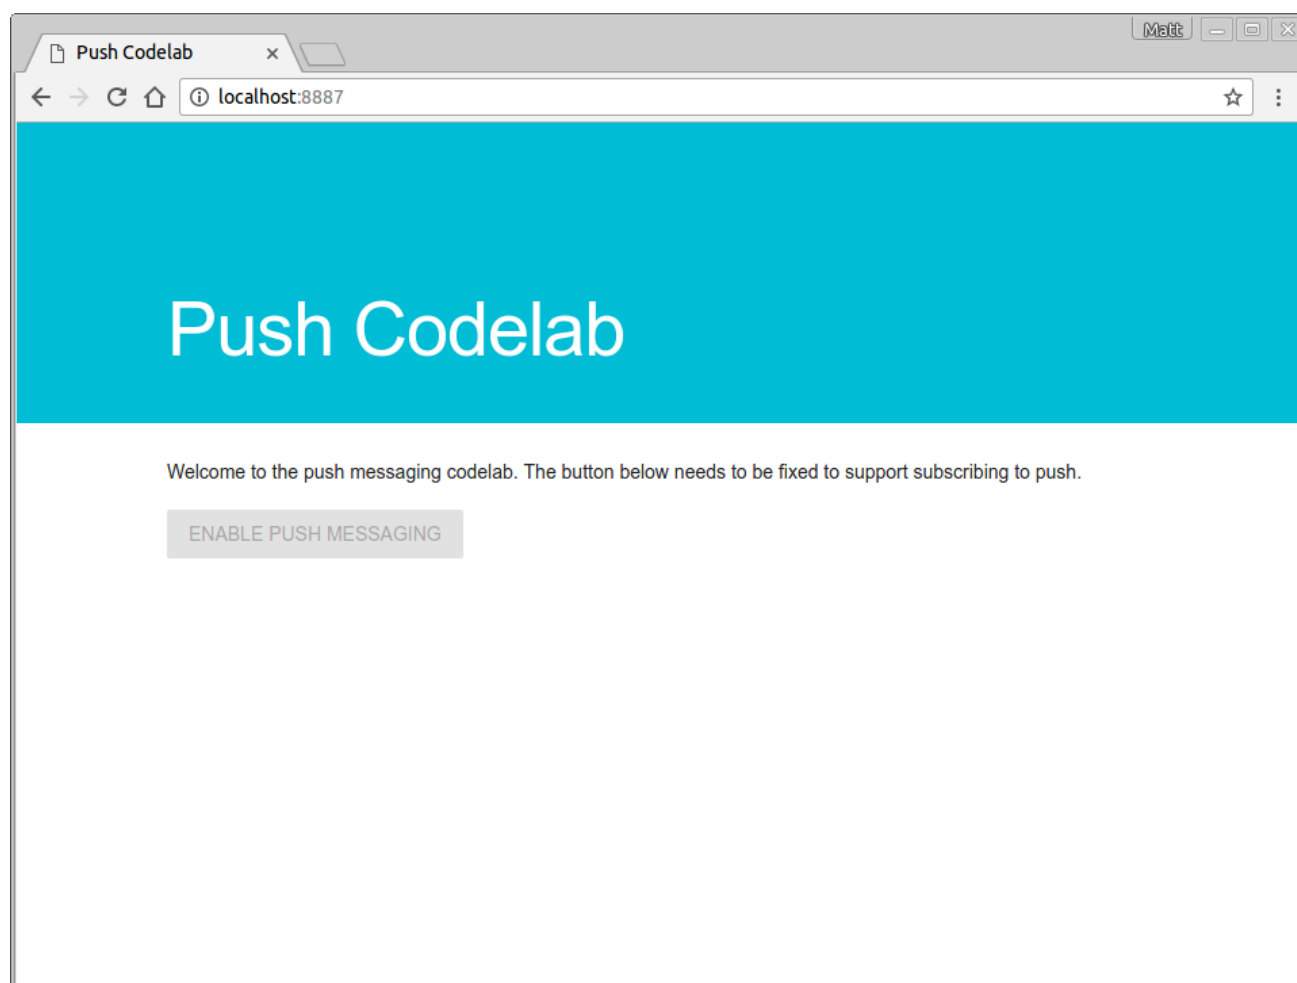 Matt
Push Codelab
localhost:8887
Push Codelab
Welcome to the push messaging codelab. The button below needs to be fixed to support subscribing to push.
ENABLE PUSH MESSAGING